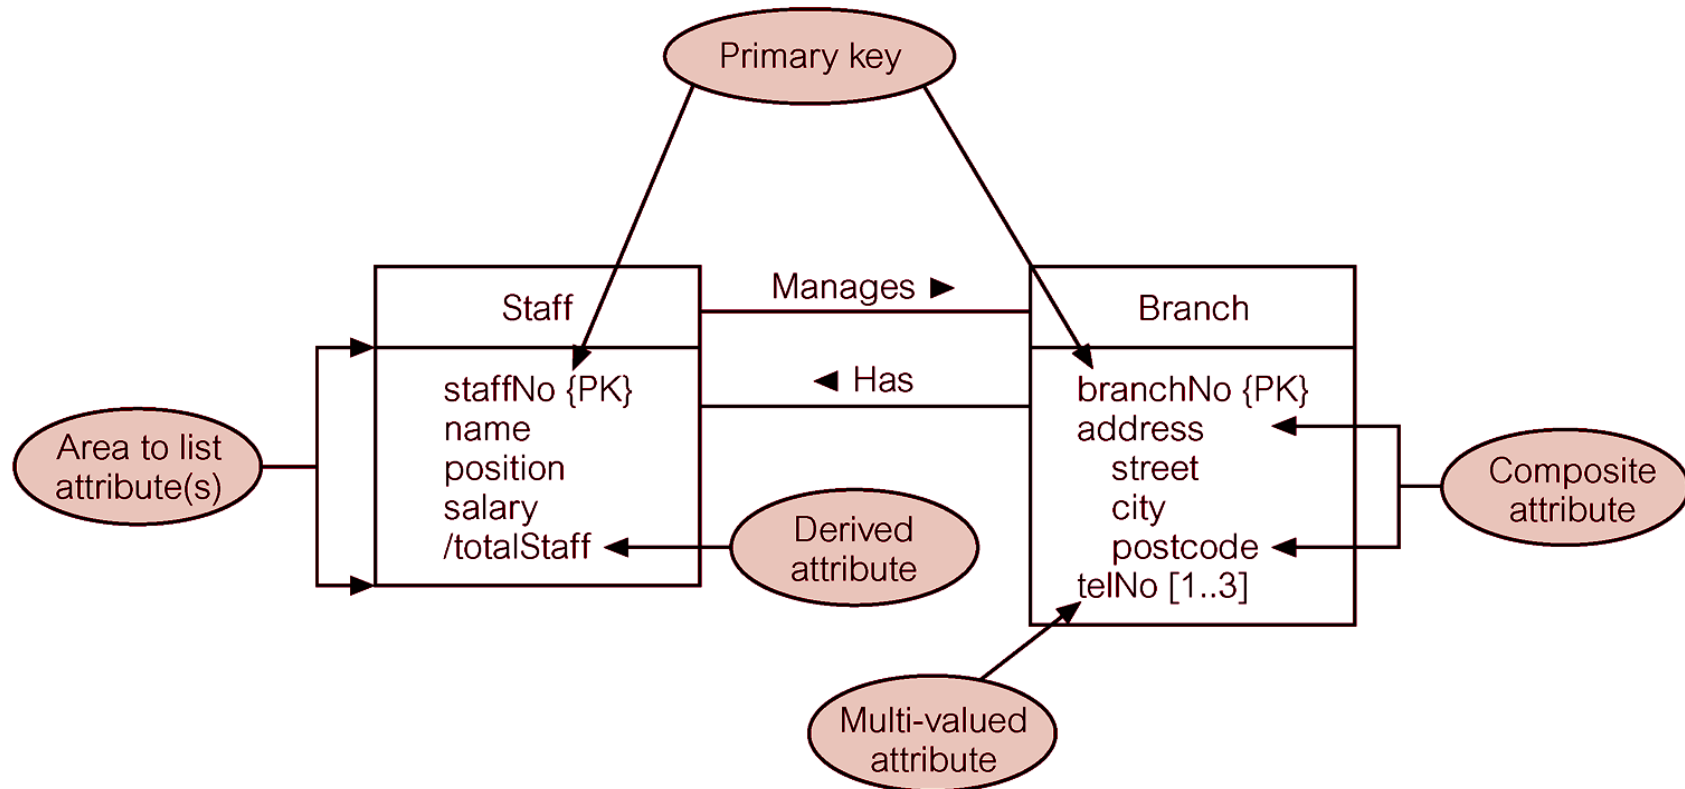 Primary key
Staff
Manages ►
Branch
◄ Has
staffNo {PK}
name
position
salary
/totalStaff
branchNo {PK}
address
street
city
postcode
telNo [1..3]
Area to list
attribute(s)
Derived
attribute
Composite
attribute
Multi-valued
attribute